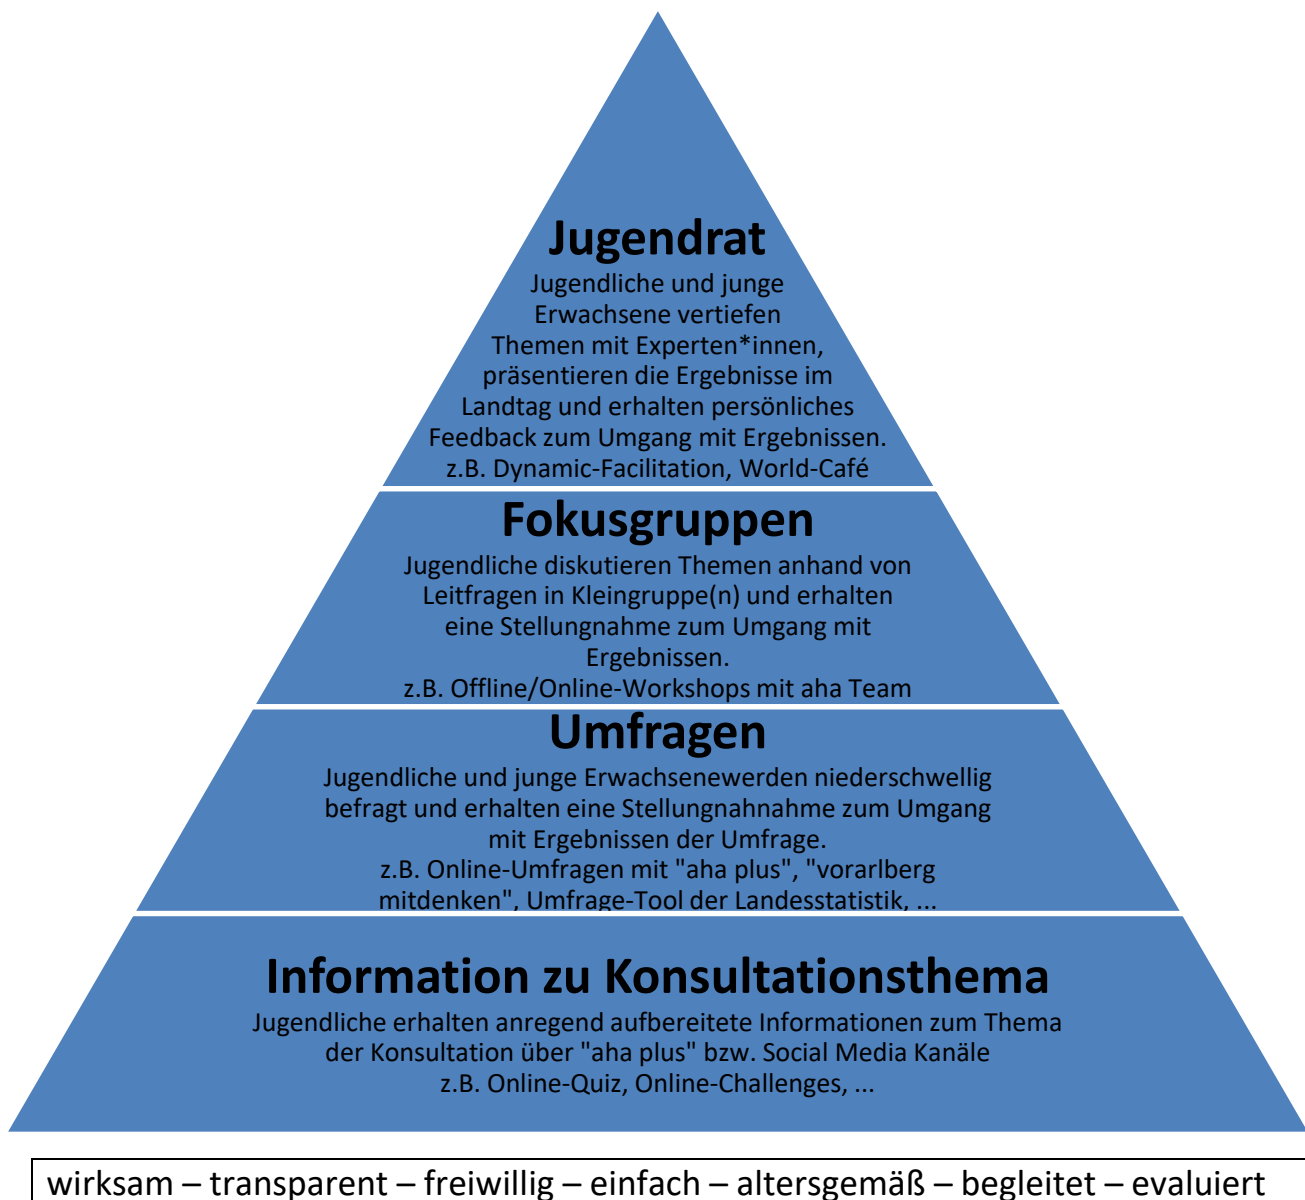 Jugendrat
Jugendliche und junge
Erwachsene vertiefen
Themen mit Experten*innen,
präsentieren die Ergebnisse im
Landtag und erhalten persönliches
Feedback zum Umgang mit Ergebnissen.
z.B. Dynamic-Facilitation, World-Café
Fokusgruppen
Jugendliche diskutieren Themen anhand von
Leitfragen in Kleingruppe(n) und erhalten
eine Stellungnahme zum Umgang mit
Ergebnissen.
z.B. Offline/Online-Workshops mit aha Team
Umfragen
Jugendliche und junge Erwachsenewerden niederschwellig
befragt und erhalten eine Stellungnahnahme zum Umgang
mit Ergebnissen der Umfrage.
z.B. Online-Umfragen mit "aha plus", "vorarlberg
mitdenken", Umfrage-Tool der Landesstatistik, ...
Information zu Konsultationsthema
Jugendliche erhalten anregend aufbereitete Informationen zum Thema
der Konsultation über "aha plus" bzw. Social Media Kanäle
z.B. Online-Quiz, Online-Challenges, ...
wirksam – transparent – freiwillig – einfach – altersgemäß – begleitet – evaluiert